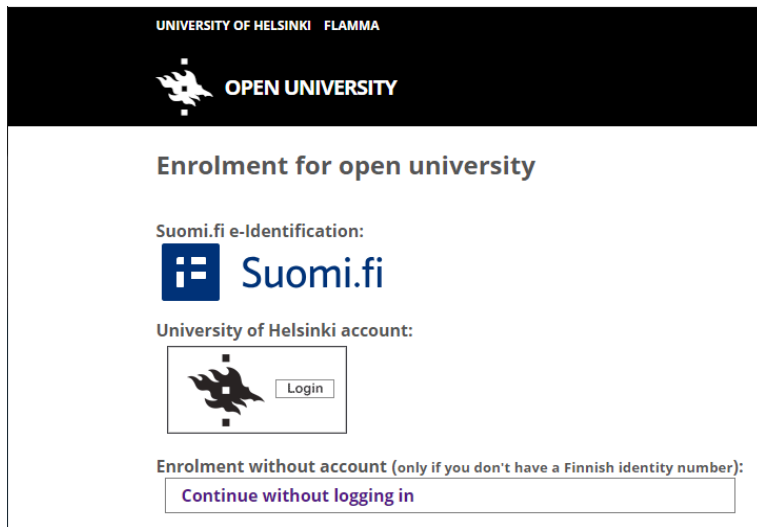 UNIVERSITY OF HELSINKI FLAMMA
OPEN UNIVERSITY
Enrolment for open university
Suomi.fi e-Identification:
Suomi.fi
University of Helsinki account:
Login
Enrolment without account (only if you don't have a Finnish identity number):
Continue without logging in